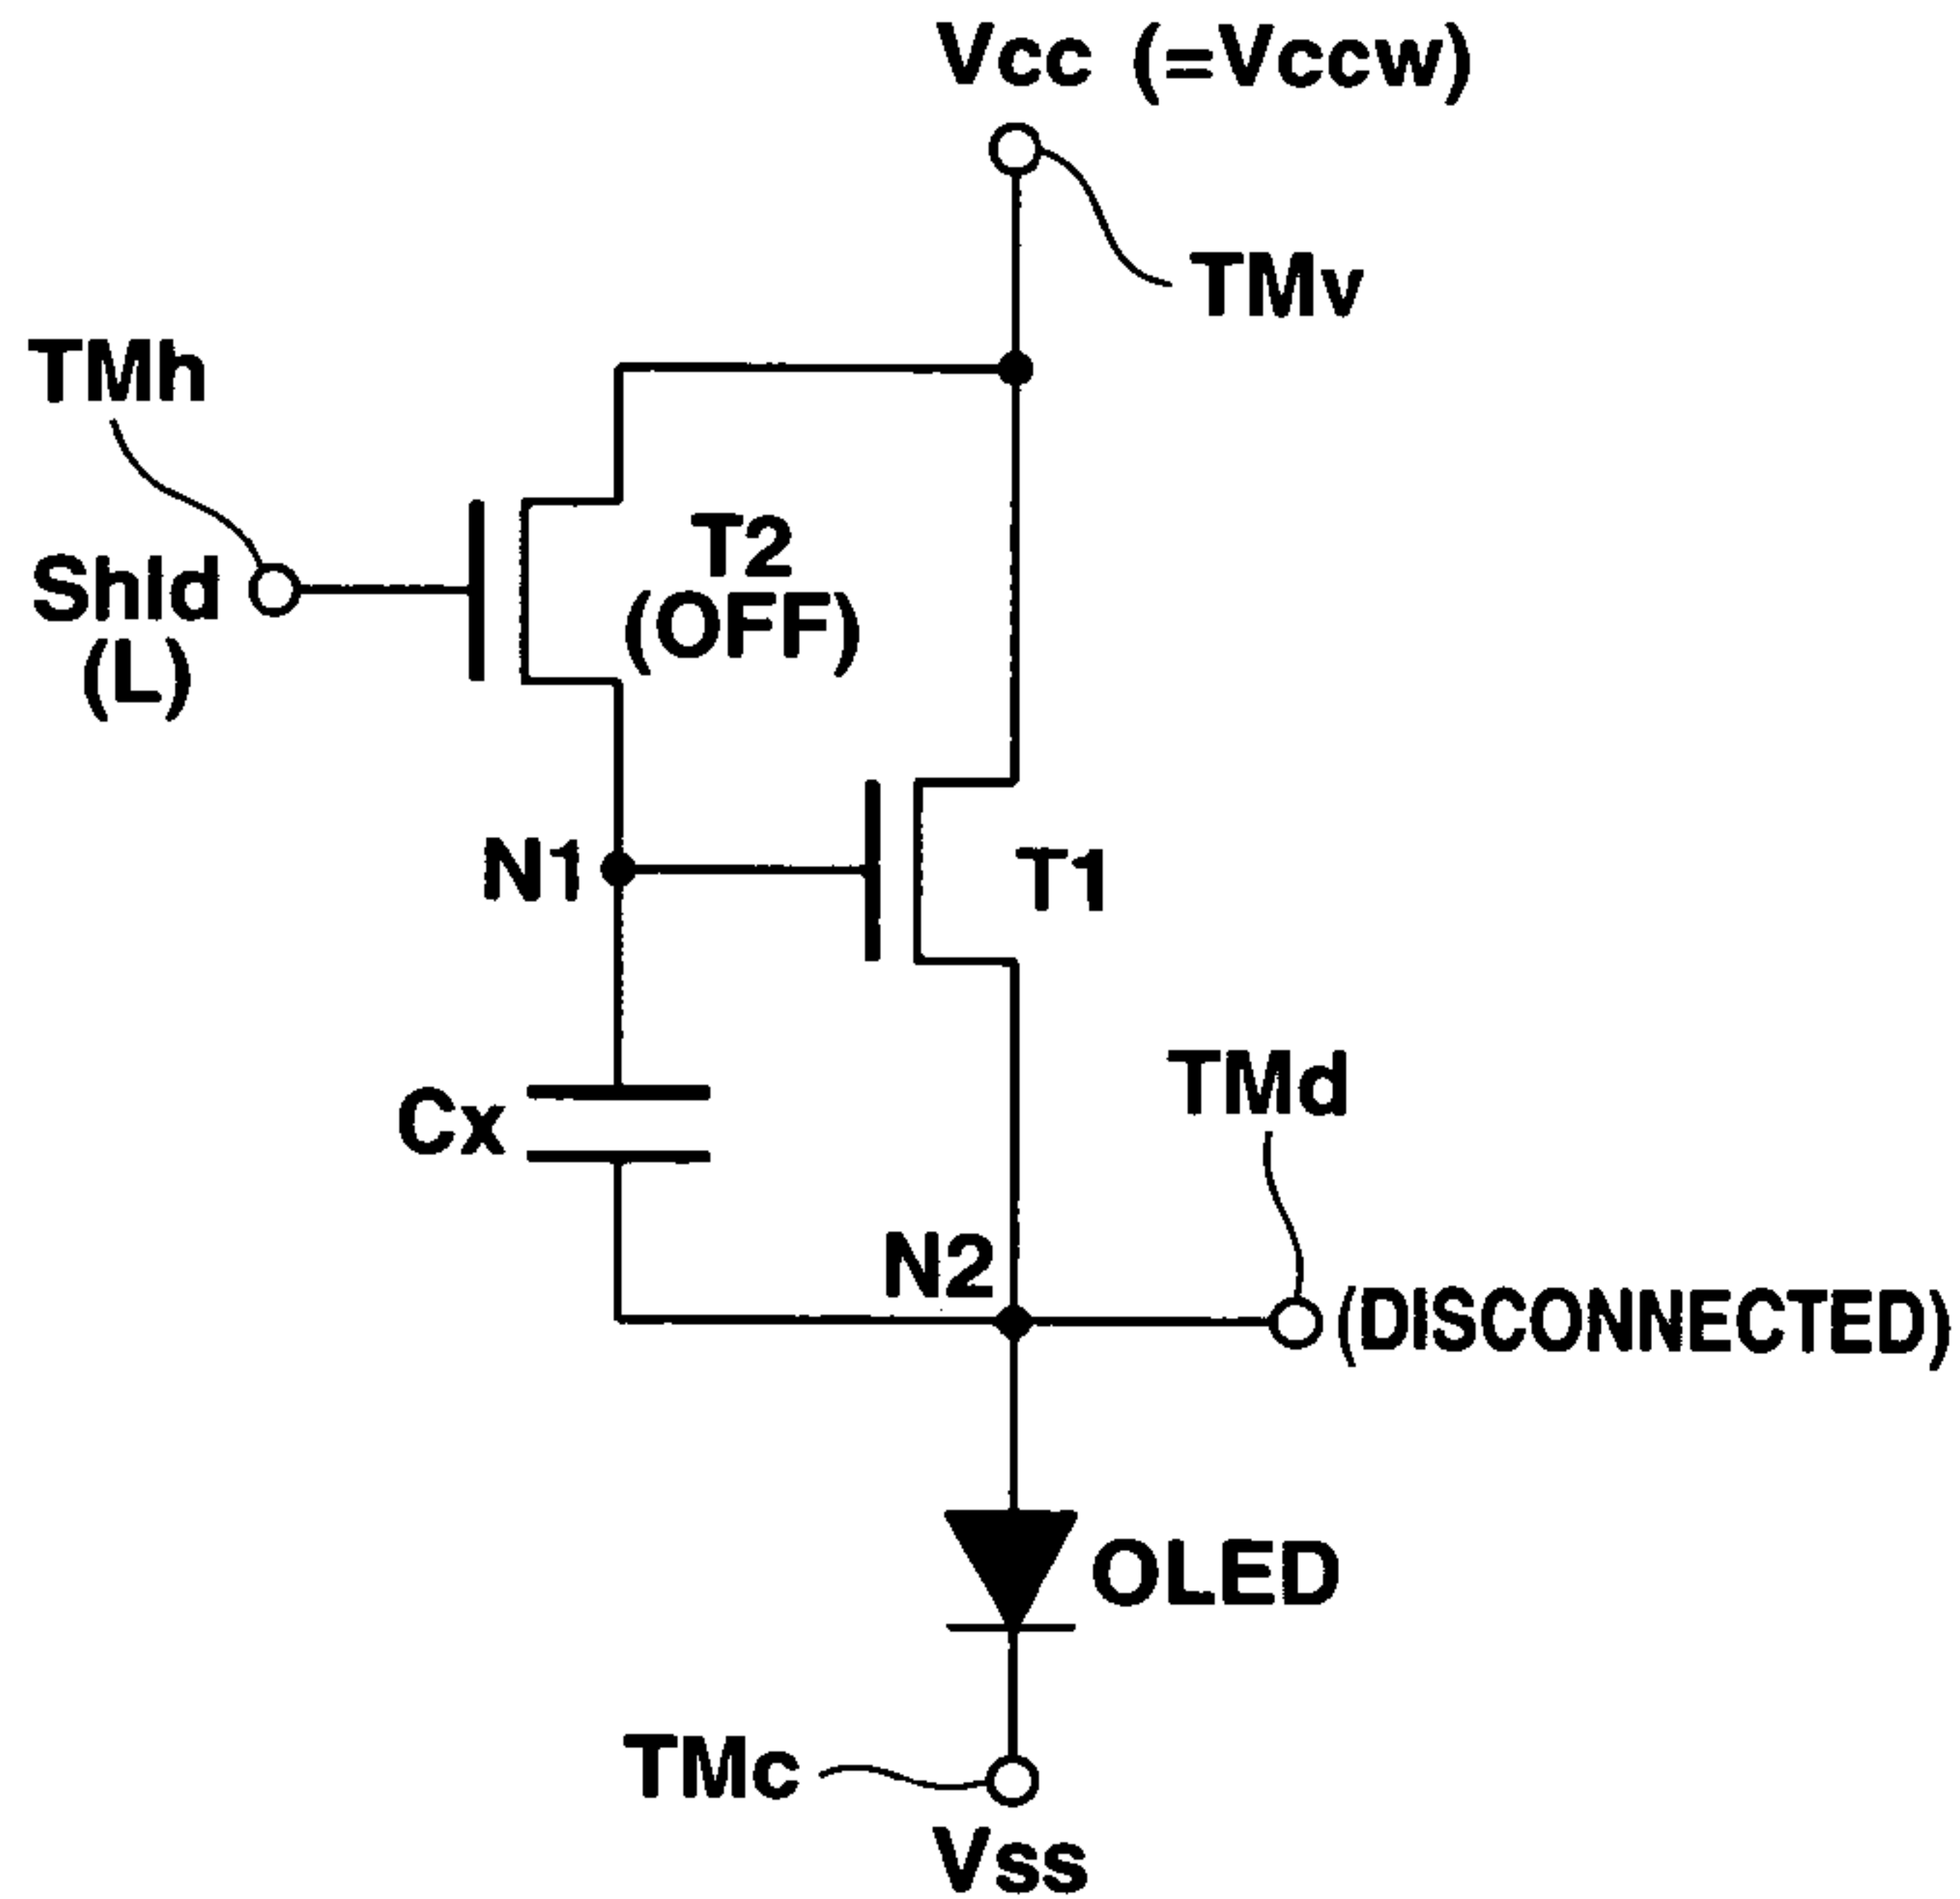 Vcc (=Vccw)
TMv
TMh
T2
(OFF)
Shld
(L)
N1
T1
TMd
Cx
N2
(DISCONNECTED)
OLED
TMc
Vss